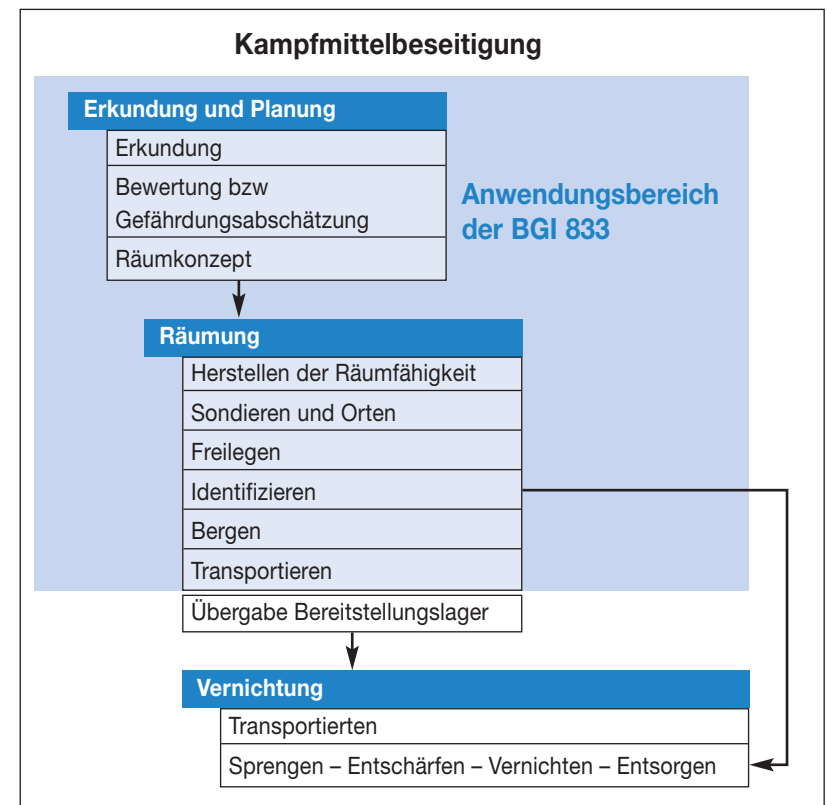 Kampfmittelbeseitigung
Erkundung und Planung
Erkundung
Bewertung bzw
Gefährdungsabschätzung
Räumkonzept
Anwendungsbereich
der BGI 833
Räumung
Herstellen der Räumfähigkeit
Sondieren und Orten
Freilegen
Identifizieren
Bergen
Transportieren
Übergabe Bereitstellungslager
Vernichtung
Transportierten
Sprengen – Entschärfen – Vernichten – Entsorgen